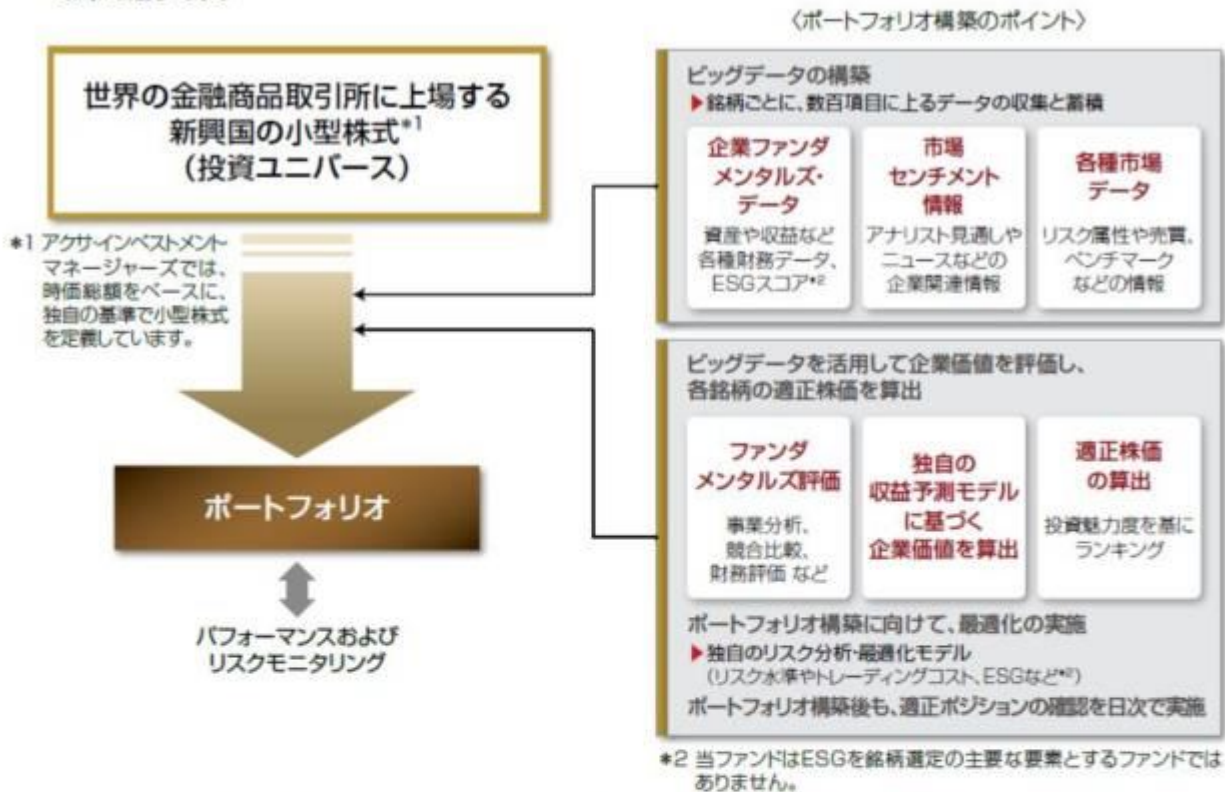 〈ポートフォリオ構築のポイント〉
世界の金融商品取引所に上場する
新興国の小型株式*1
(投資ユニバース)
*1 アクサ・インベストメント・
マネージャーズでは、
時価総額をベースに、
独自の基準で小型株式
を定義しています。
ポートフォリオ
パフォーマンスおよび
リスクモニタリング
ビッグデータの構築
▶銘柄ごとに、数百項目に上るデータの収集と蓄積
企業ファンダ
メンタルズ・
データ
資産や収益など
各種財務データ、
ESGスコア*2
市場
センチメント
情報
アナリスト見通しや
ニュースなどの
企業関連情報
各種市場
データ
リスク属性や売買、
ベンチマーク
などの情報
ビッグデータを活用して企業価値を評価し、
各銘柄の適正株価を算出
ファンダ
メンタルズ評価
事業分析、
競合比較、
財務評価 など
独自の
収益予測モデル
に基づく
企業価値を算出
適正株価
の算出
投資魅力度を基に
ランキング
ポートフォリオ構築に向けて、最適化の実施
▶独自のリスク分析・最適化モデル
(リスク水準やトレーディングコスト、ESGなど*2)
ポートフォリオ構築後も、適正ポジションの確認を日次で実施
*2 当ファンドはESGを銘柄選定の主要な要素とするファンドでは
ありません。